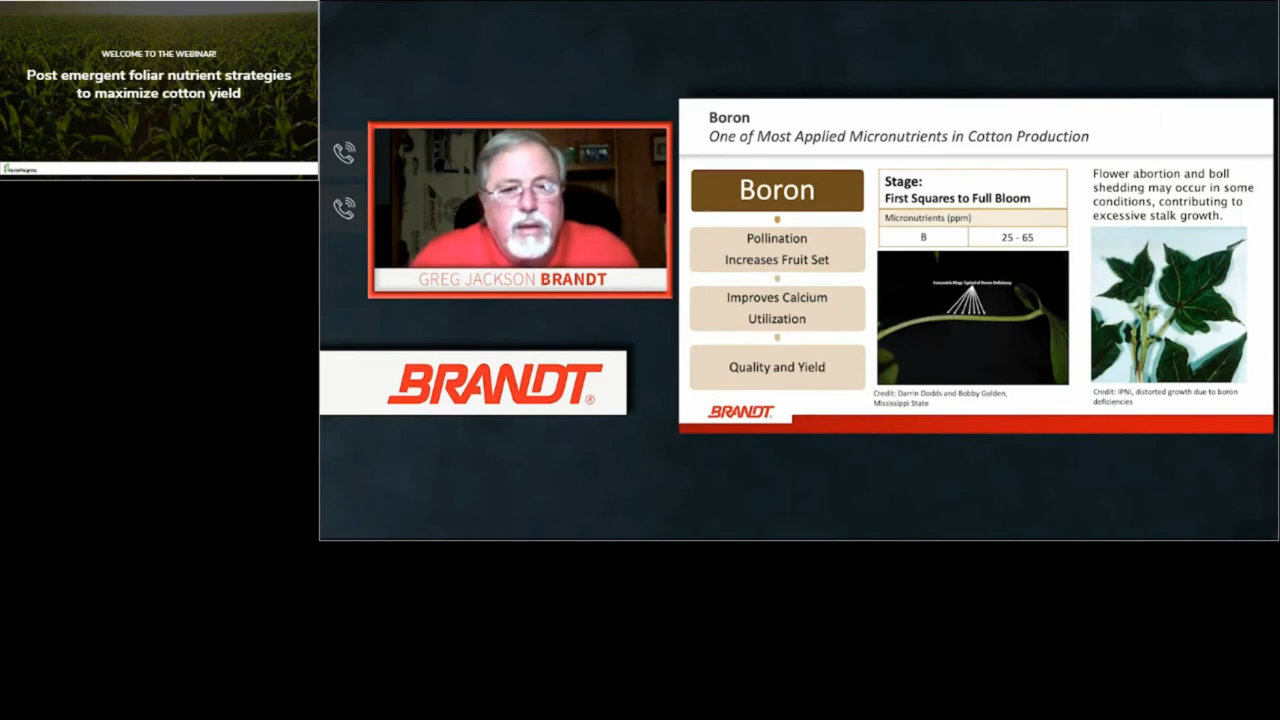 WELCOME TO THE WEBINAR!
Post emergent foliar nutrient strategies
to maximize cotton yield
GREG JACKSON BRANDT
BRANDT®
Boron
One of Most Applied Micronutrients in Cotton Production
Boron
Pollination
Increases Fruit Set
Improves Calcium
Utilization
Quality and Yield
Stage:
First Squares to Full Bloom
Micronutrients (ppm)
B 25 - 65
Credit: Darrin Dodds and Bobby Golden,
Mississippi State
Flower abortion and boll
shedding may occur in some
conditions, contributing to
excessive stalk growth.
Credit: IPNI, distorted growth due to boron
deficiencies
BRANDT